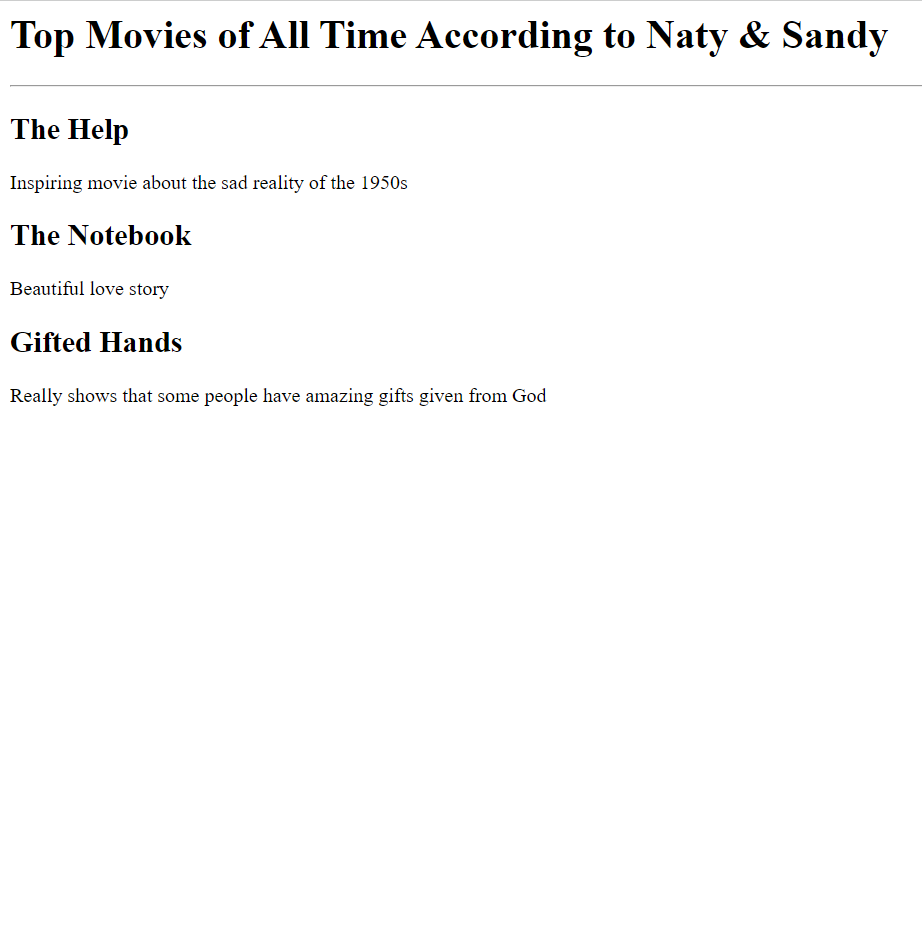 Top Movies of All Time According to Naty & Sandy
The Help
Inspiring movie about the sad reality of the 1950s
The Notebook
Beautiful love story
Gifted Hands
Really shows that some people have amazing gifts given from God